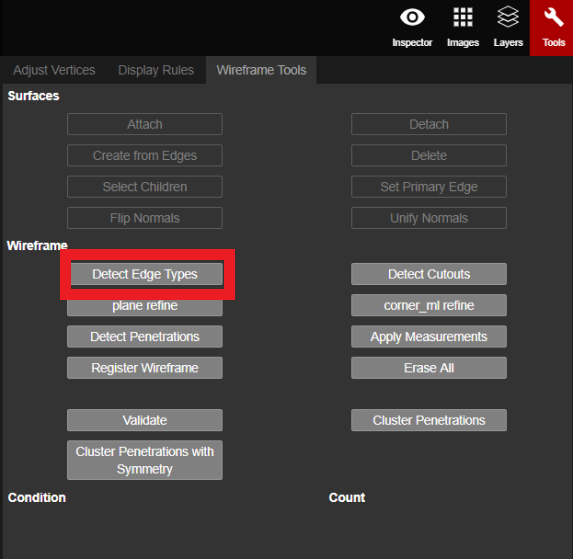 Inspector Images Layers Tools
Adjust Vertices Display Rules Wireframe Tools
Surfaces
Attach Detach
Create from Edges Delete
Select Children Set Primary Edge
Flip Normals Unify Normals
Wireframe
Detect Edge Types Detect Cutouts
plane refine corner_ml refine
Detect Penetrations Apply Measurements
Register Wireframe Erase All
Validate Cluster Penetrations
Cluster Penetrations with
Symmetry
Condition Count